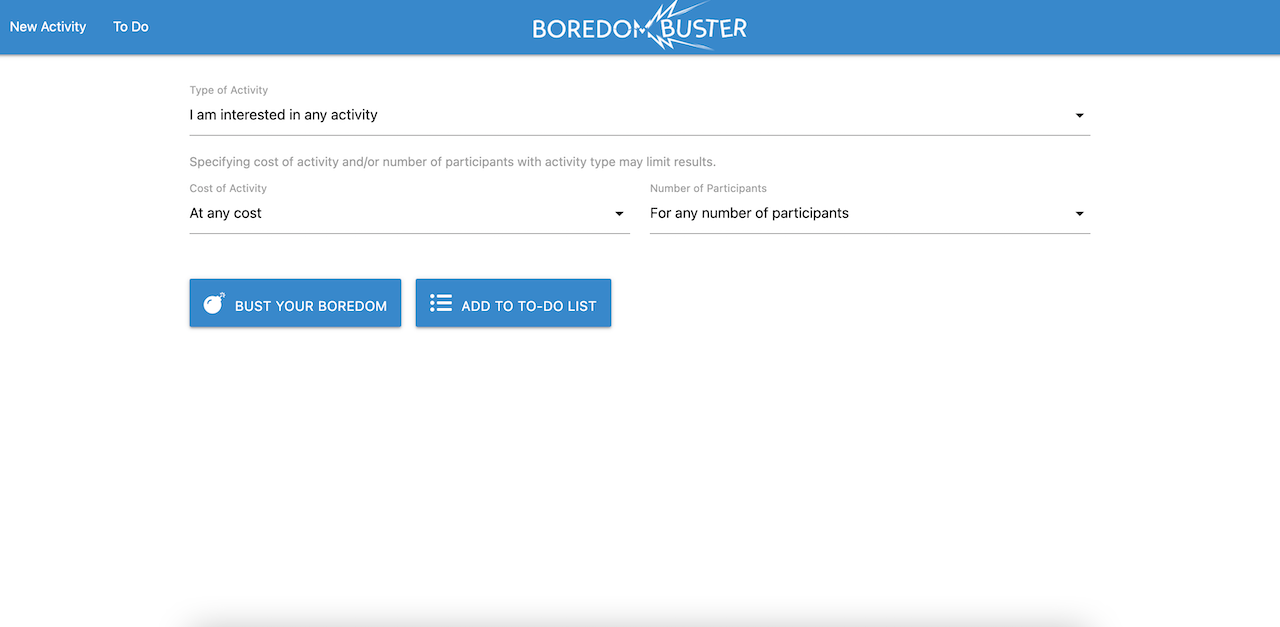 New Activity To Do BOREDOM BUSTER
Type of Activity
I am interested in any activity
Specifying cost of activity and/or number of participants with activity type may limit results.
Cost of Activity Number of Participants
At any cost For any number of participants
BUST YOUR BOREDOM ADD TO TO-DO LIST